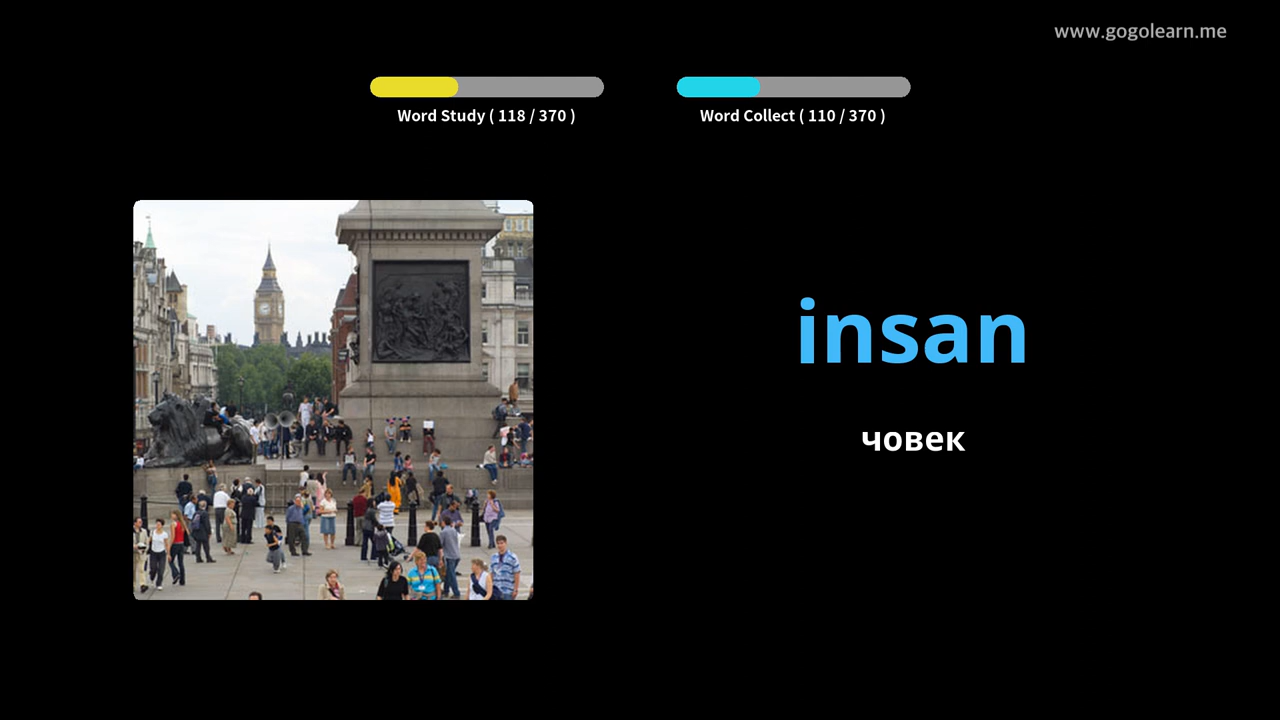 www.gogolearn.me
Word Study ( 118 / 370 )
Word Collect ( 110 / 370 )
insan
човек